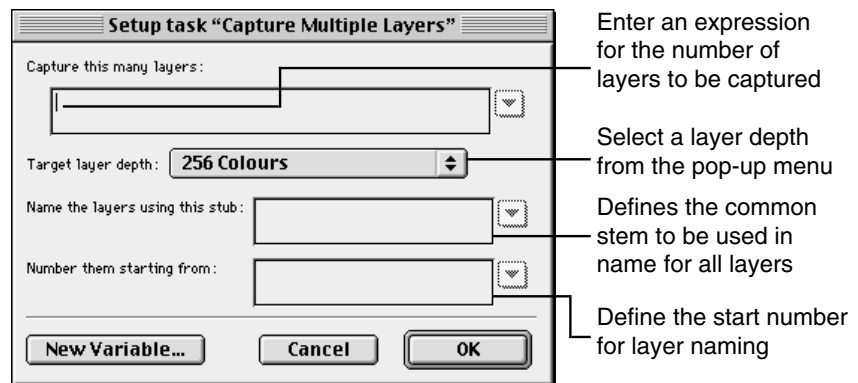 Setup task “Capture Multiple Layers”
Capture this many layers:
Target layer depth: 256 Colours
Name the layers using this stub:
Number them starting from:
New Variable... Cancel OK
Enter an expression
for the number of
layers to be captured
Select a layer depth
from the pop-up menu
Defines the common
stem to be used in
name for all layers
Define the start number
for layer naming